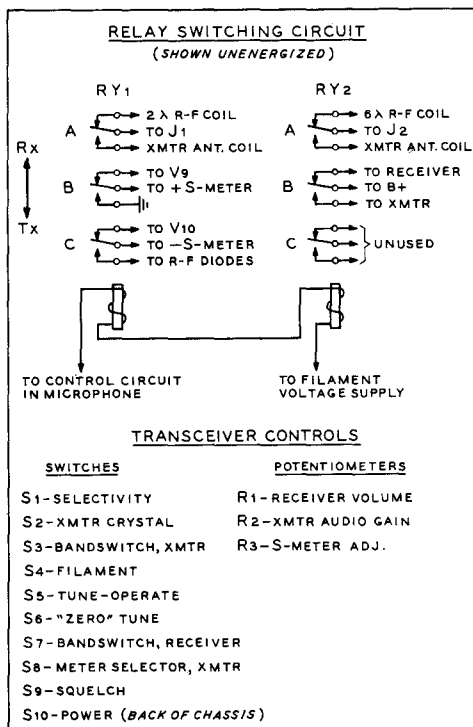 RELAY SWITCHING CIRCUIT
(SHOWN UNENERGIZED)
RY1 RY2
A 2λ R-F COIL A 6λ R-F COIL
TO J1 TO J2
Rx XMTR ANT. COIL XMTR ANT. COIL
B TO V9 B TO RECEIVER
TO + S-METER TO B+
Tx TO XMTR
C TO V10 C UNUSED
TO — S-METER
TO R-F DIODES
TO CONTROL CIRCUIT TO FILAMENT
IN MICROPHONE VOLTAGE SUPPLY
TRANSCEIVER CONTROLS
SWITCHES POTENTIOMETERS
S1-SELECTIVITY R1-RECEIVER VOLUME
S2-XMTR CRYSTAL R2-XMTR AUDIO GAIN
S3-BANDSWITCH, XMTR R3-S-METER ADJ.
S4-FILAMENT
S5-TUNE-OPERATE
S6-"ZERO" TUNE
S7-BANDSWITCH, RECEIVER
S8-METER SELECTOR, XMTR
S9-SQUELCH
S10-POWER (BACK OF CHASSIS)